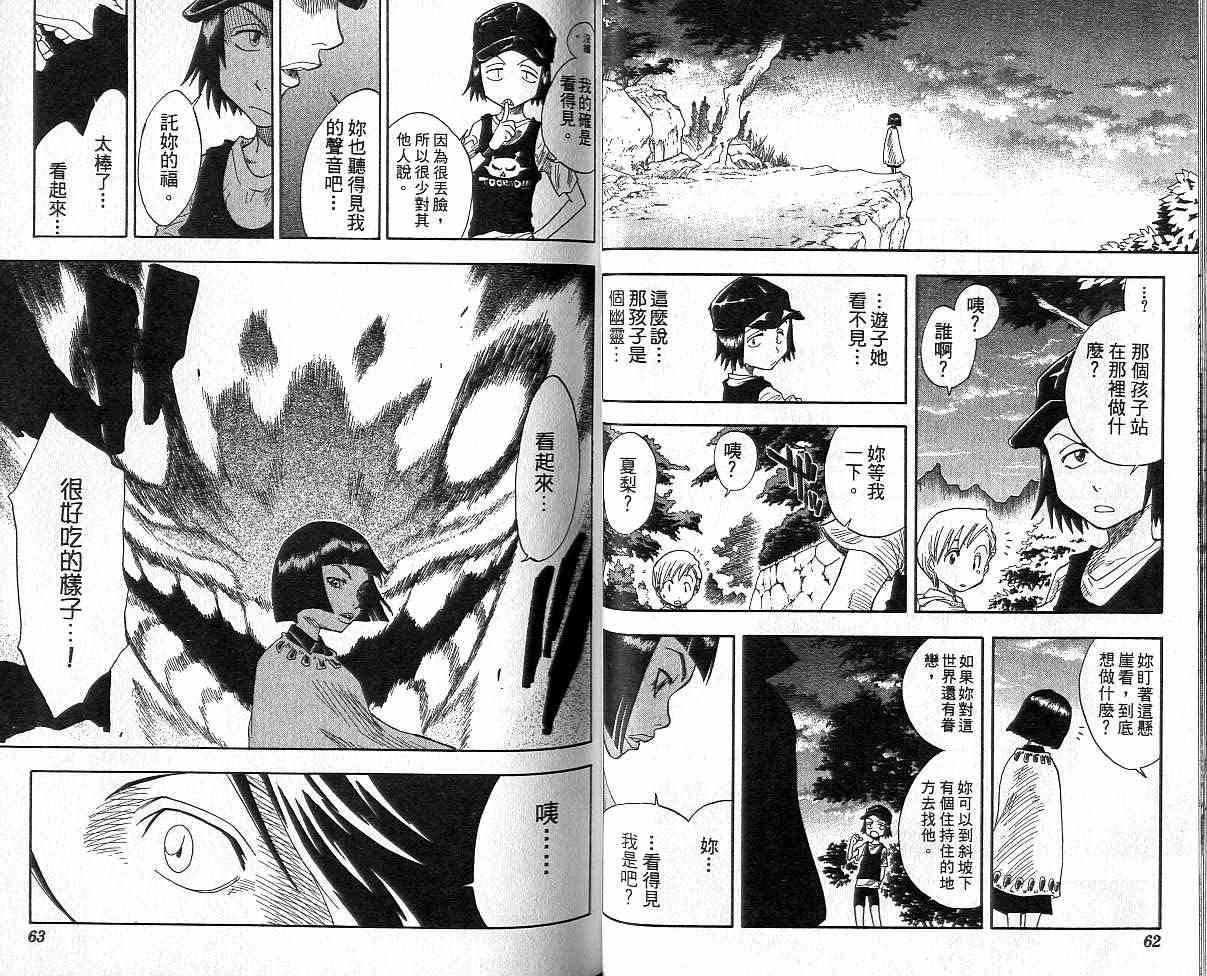 …?
那個孩子站
在那裡做什
麼?
咦?
誰啊?
…遊子她
看不見…
這麼說…
那孩子是
個幽靈…
妳等我
一下。
咦?
夏梨?
妳盯著這懸
崖看,到底
想做什麼?
如果妳對這
世界還有眷
戀,
妳可以到斜坡下
有個住持住的地
方去找他。
妳…
…看得見
我是吧?
62
沒錯。
我的確是
看得見。
因為很丟臉,
所以很少對其
他人說。
妳也聽得見我
的聲音吧…
託妳的福。
太棒了…
看起來…
看起來…
很好吃的樣子…!
咦……
63